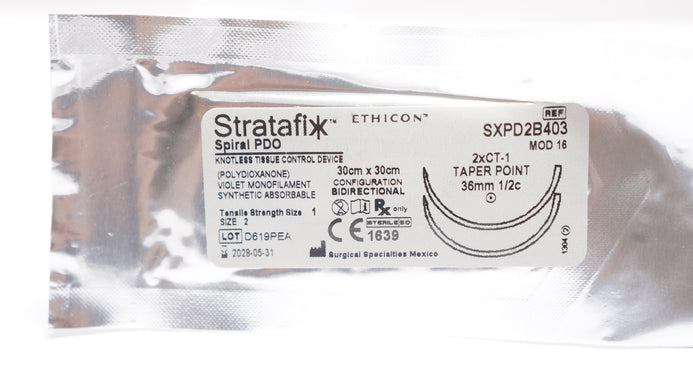 Stratafix™ ETHICON™
Spiral PDO
KNOTLESS TISSUE CONTROL DEVICE
(POLYDIOXANONE)
VIOLET MONOFILAMENT
SYNTHETIC ABSORBABLE
Tensile Strength Size 1
SIZE 2
LOT D619PEA
2028-05-31
30cm x 30cm
CONFIGURATION
BIDIRECTIONAL
Rx only
CE STERILE
1639
Surgical Specialties Mexico
REF
SXPD2B403
MOD 16
2xCT-1
TAPER POINT
36mm 1/2c
1304